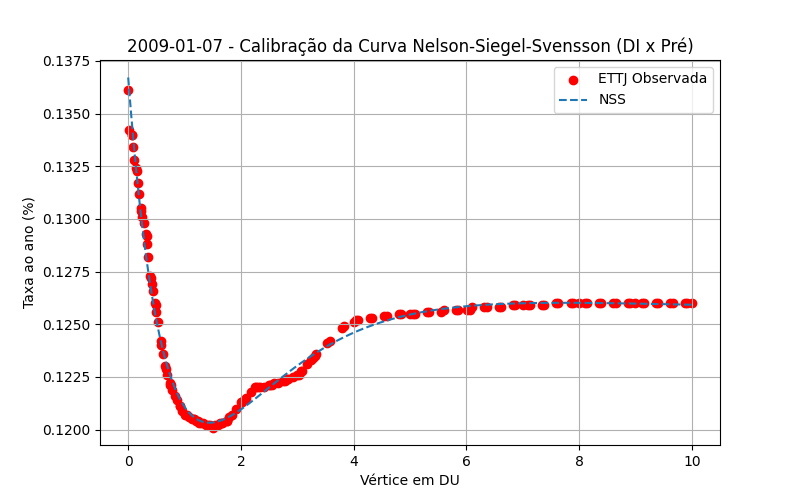 2009-01-07 - Calibração da Curva Nelson-Siegel-Svensson (DI x Pré)
ETTJ Observada
NSS
Taxa ao ano (%)
0.1375
0.1350
0.1325
0.1300
0.1275
0.1250
0.1225
0.1200
0 2 4 6 8 10
Vértice em DU